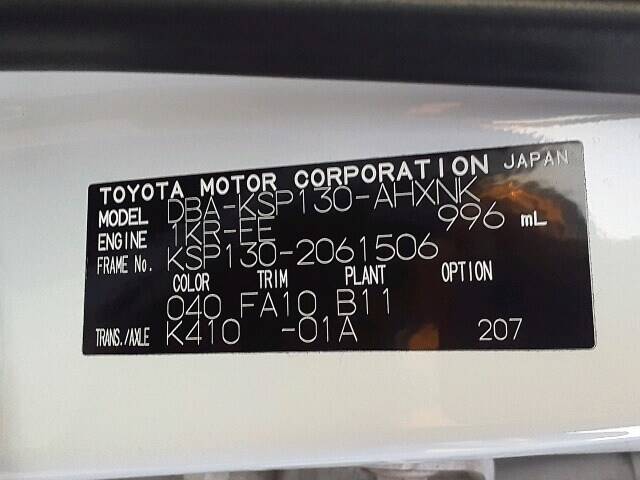 TOYOTA MOTOR CORPORATION JAPAN
MODEL DBA-KSP130-AHXNK
ENGINE 1KR-FE 996 mL
FRAME No. KSP130-2061506
COLOR TRIM PLANT OPTION
040 FA10 B11
TRANS./AXLE K410 -01A 207